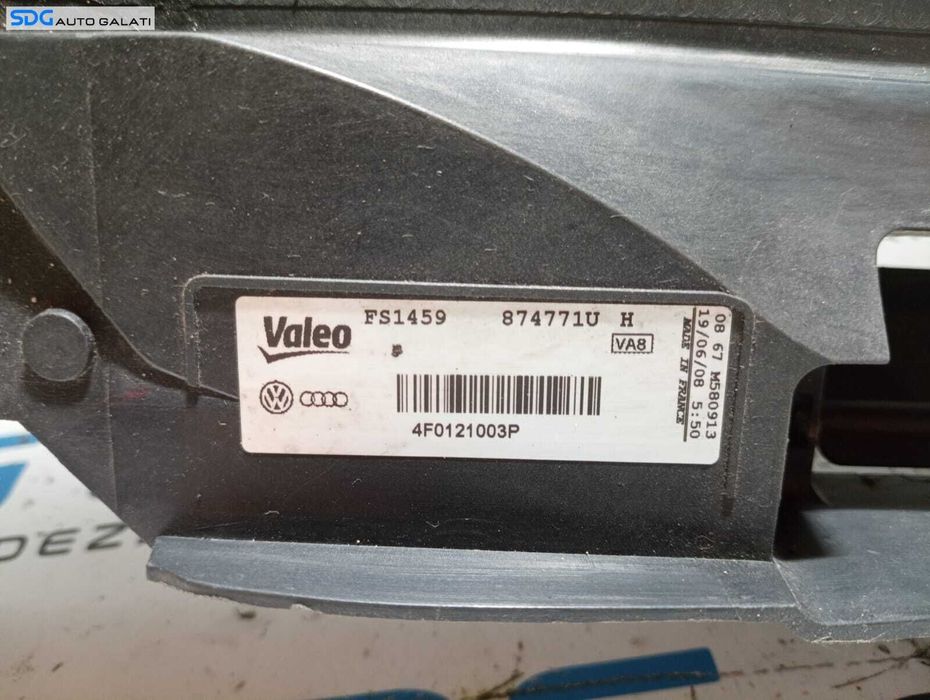 SDG AUTO GALATI
Valeo
FS1459 874771U H
VA8
4F0121003P
08 67 M580913
19/06/08 5:50
MADE IN FRANCE
DEZ